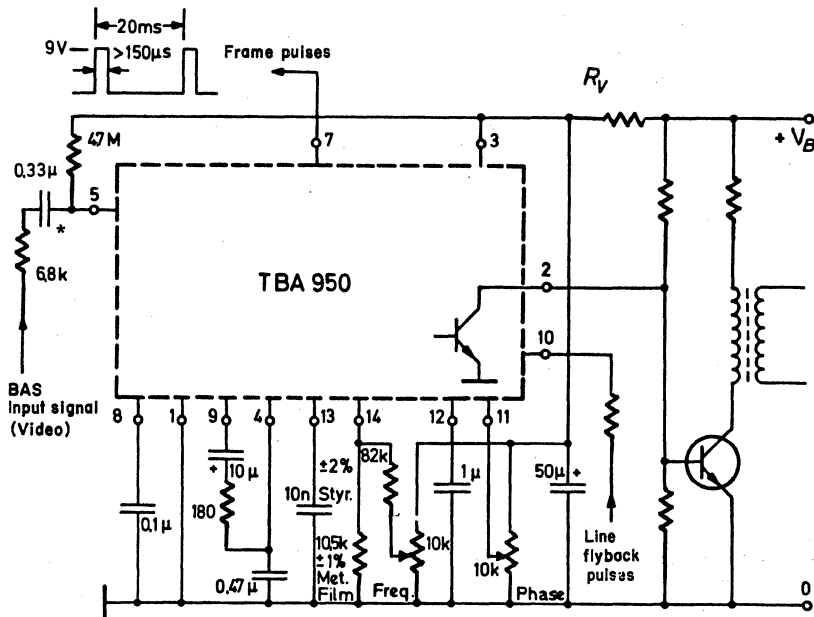 20ms
9V
>150µs
Frame pulses
R_V
7
3
+ V_B
47M
0,33µ
5
*
6,8k
TBA 950
2
10
BAS
Input signal
(Video)
8
1
9
4
13
14
12
11
+
10µ
180
0,1µ
0,47µ
±2%
10n Styr.
82k
10,5k
±1%
Met.
Film
10k
Freq.
1µ
10k
Phase
50µ +
Line
flyback
pulses
0